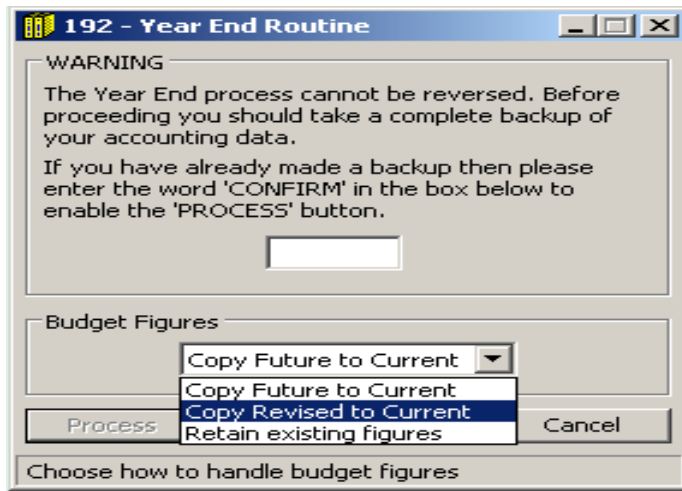 192 - Year End Routine
WARNING
The Year End process cannot be reversed. Before
proceeding you should take a complete backup of
your accounting data.
If you have already made a backup then please
enter the word 'CONFIRM' in the box below to
enable the 'PROCESS' button.
Budget Figures
Copy Future to Current
Copy Future to Current
Copy Revised to Current
Retain existing figures
Process
Cancel
Choose how to handle budget figures